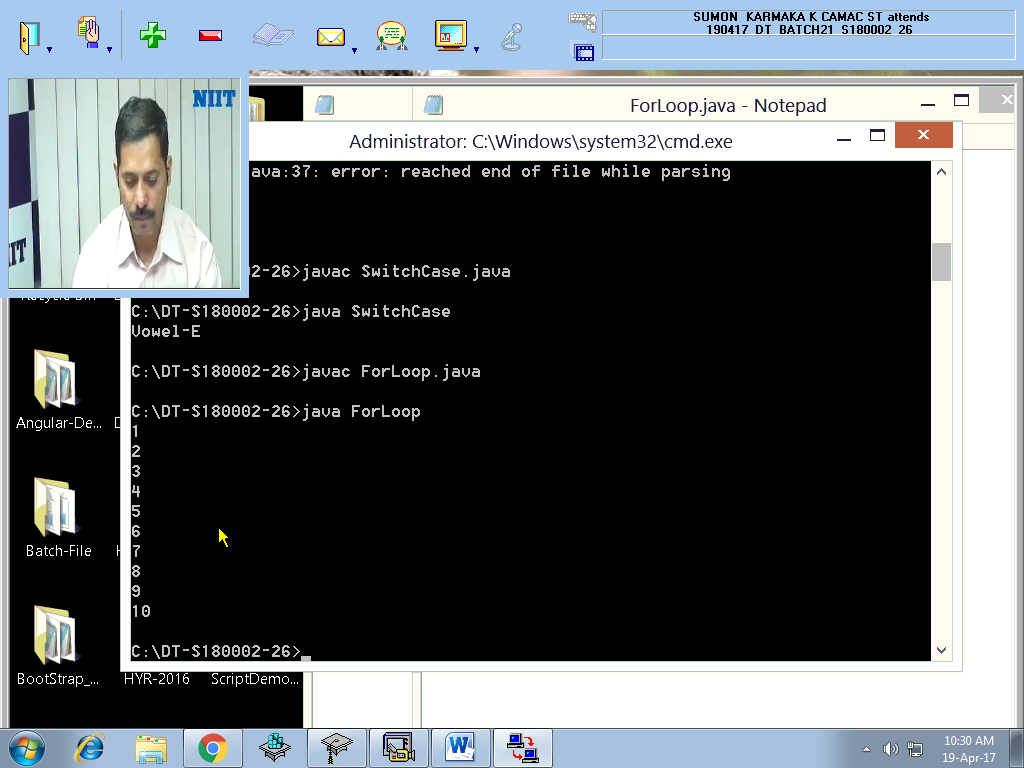 SUMON KARMAKA K CAMAC ST attends
190417 DT BATCH21 S180002 26
NIIT
ForLoop.java - Notepad
Administrator: C:\Windows\system32\cmd.exe
ava:37: error: reached end of file while parsing
2-26>javac SwitchCase.java
C:\DT-S180002-26>java SwitchCase
Vowel-E
C:\DT-S180002-26>javac ForLoop.java
C:\DT-S180002-26>java ForLoop
1
2
3
4
5
6
7
8
9
10
C:\DT-S180002-26>
Angular-De...
Batch-File
BootStrap_...
HYR-2016
ScriptDemo...
10:30 AM
19-Apr-17